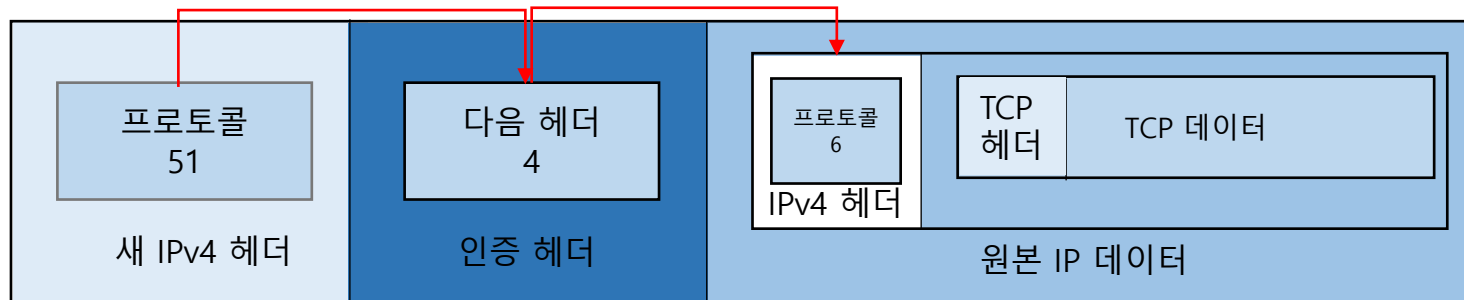 프로토콜
51
새 IPv4 헤더
다음 헤더
4
인증 헤더
프로토콜
6
IPv4 헤더
TCP
헤더
TCP 데이터
원본 IP 데이터